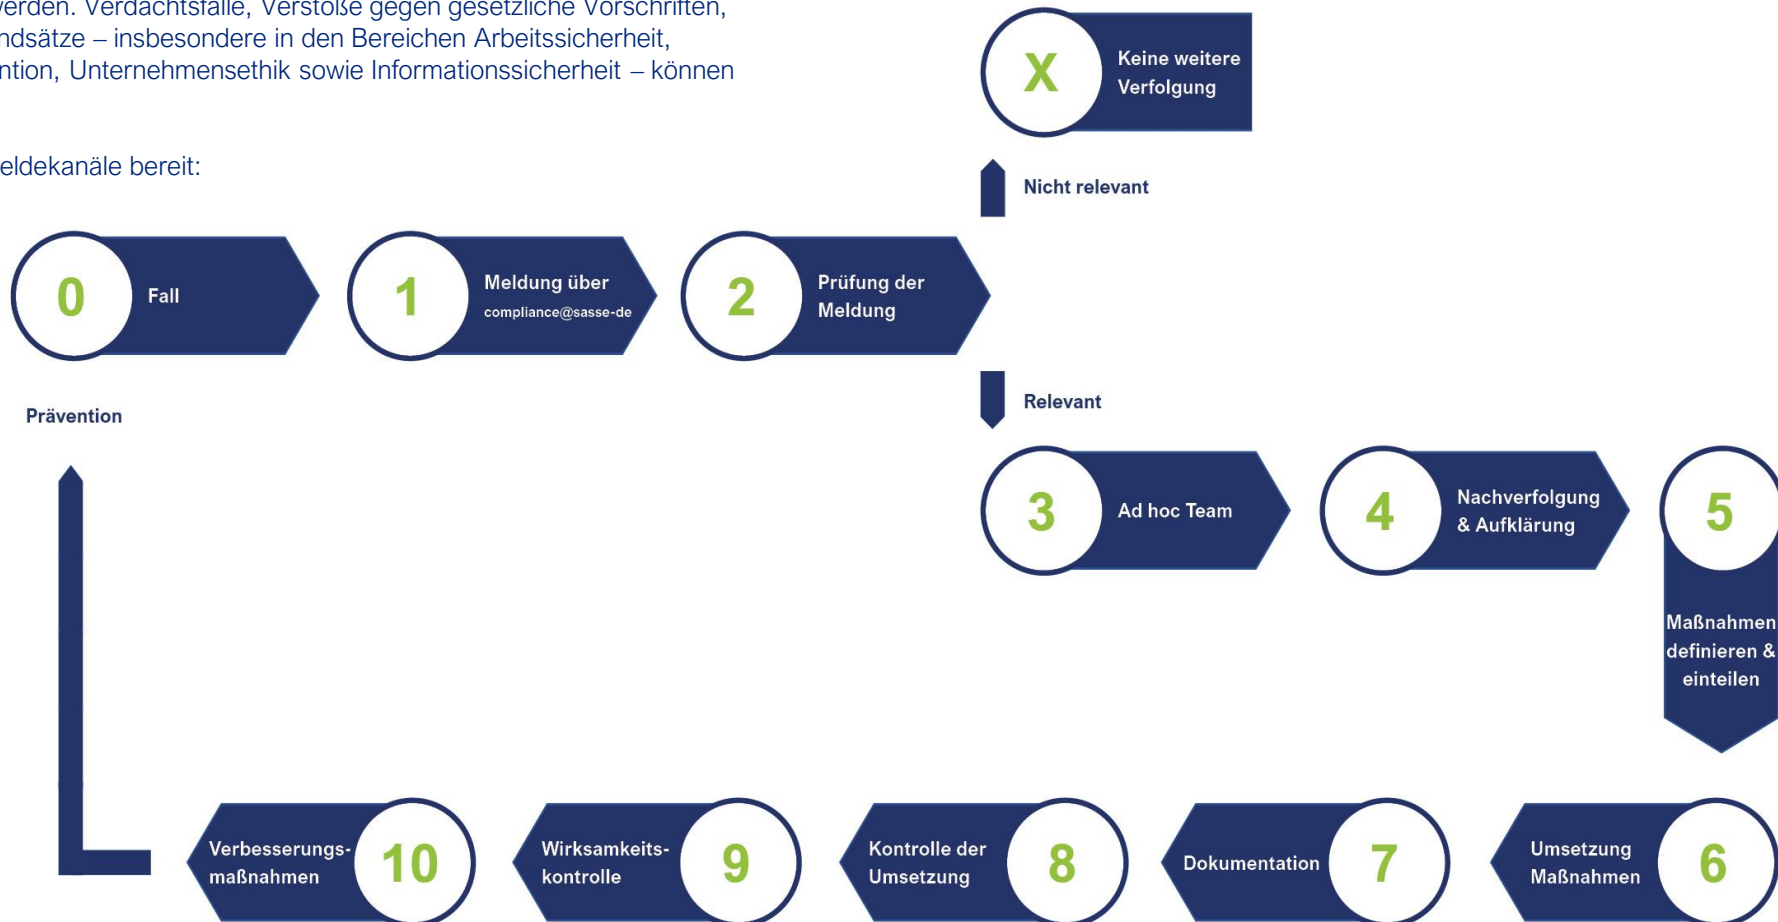 werden. Verdachtsfälle, Verstöße gegen gesetzliche Vorschriften,
ndsätze – insbesondere in den Bereichen Arbeitssicherheit,
ntion, Unternehmensethik sowie Informationssicherheit – können
eldekanäle bereit:
X
Keine weitere
Verfolgung
Nicht relevant
0
Fall
1
Meldung über
compliance@sasse-de
2
Prüfung der
Meldung
Prävention
Relevant
3
Ad hoc Team
4
Nachverfolgung
& Aufklärung
5
Maßnahmen
definieren &
einteilen
6
Umsetzung
Maßnahmen
7
Dokumentation
8
Kontrolle der
Umsetzung
9
Wirksamkeits-
kontrolle
10
Verbesserungs-
maßnahmen